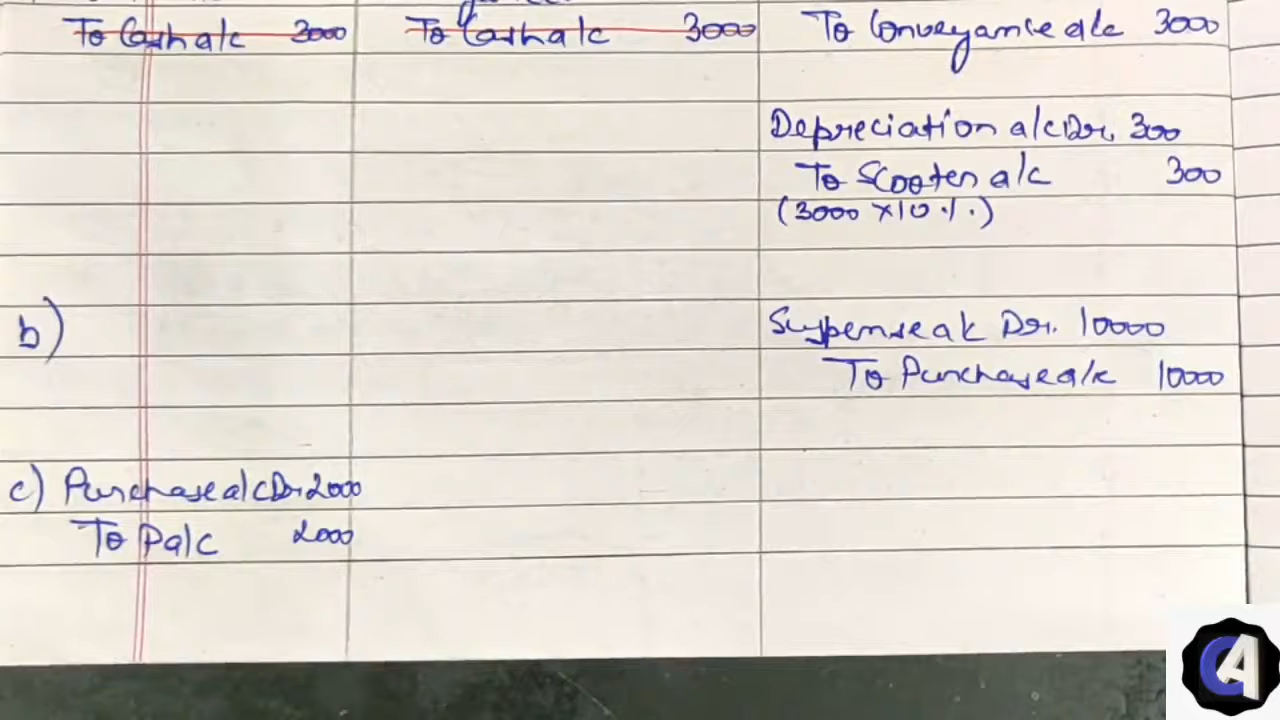 To Cash a/c 3000 To Cash a/c 3000 To Conveyance a/c 3000
Depreciation a/c Dr. 300
To Scooter a/c 300
(3000 x 10 %.)
b) Suspense a/c Dr. 10000
To Purchase a/c 10000
c) Purchase a/c Dr. 2000
To P a/c 2000
CA